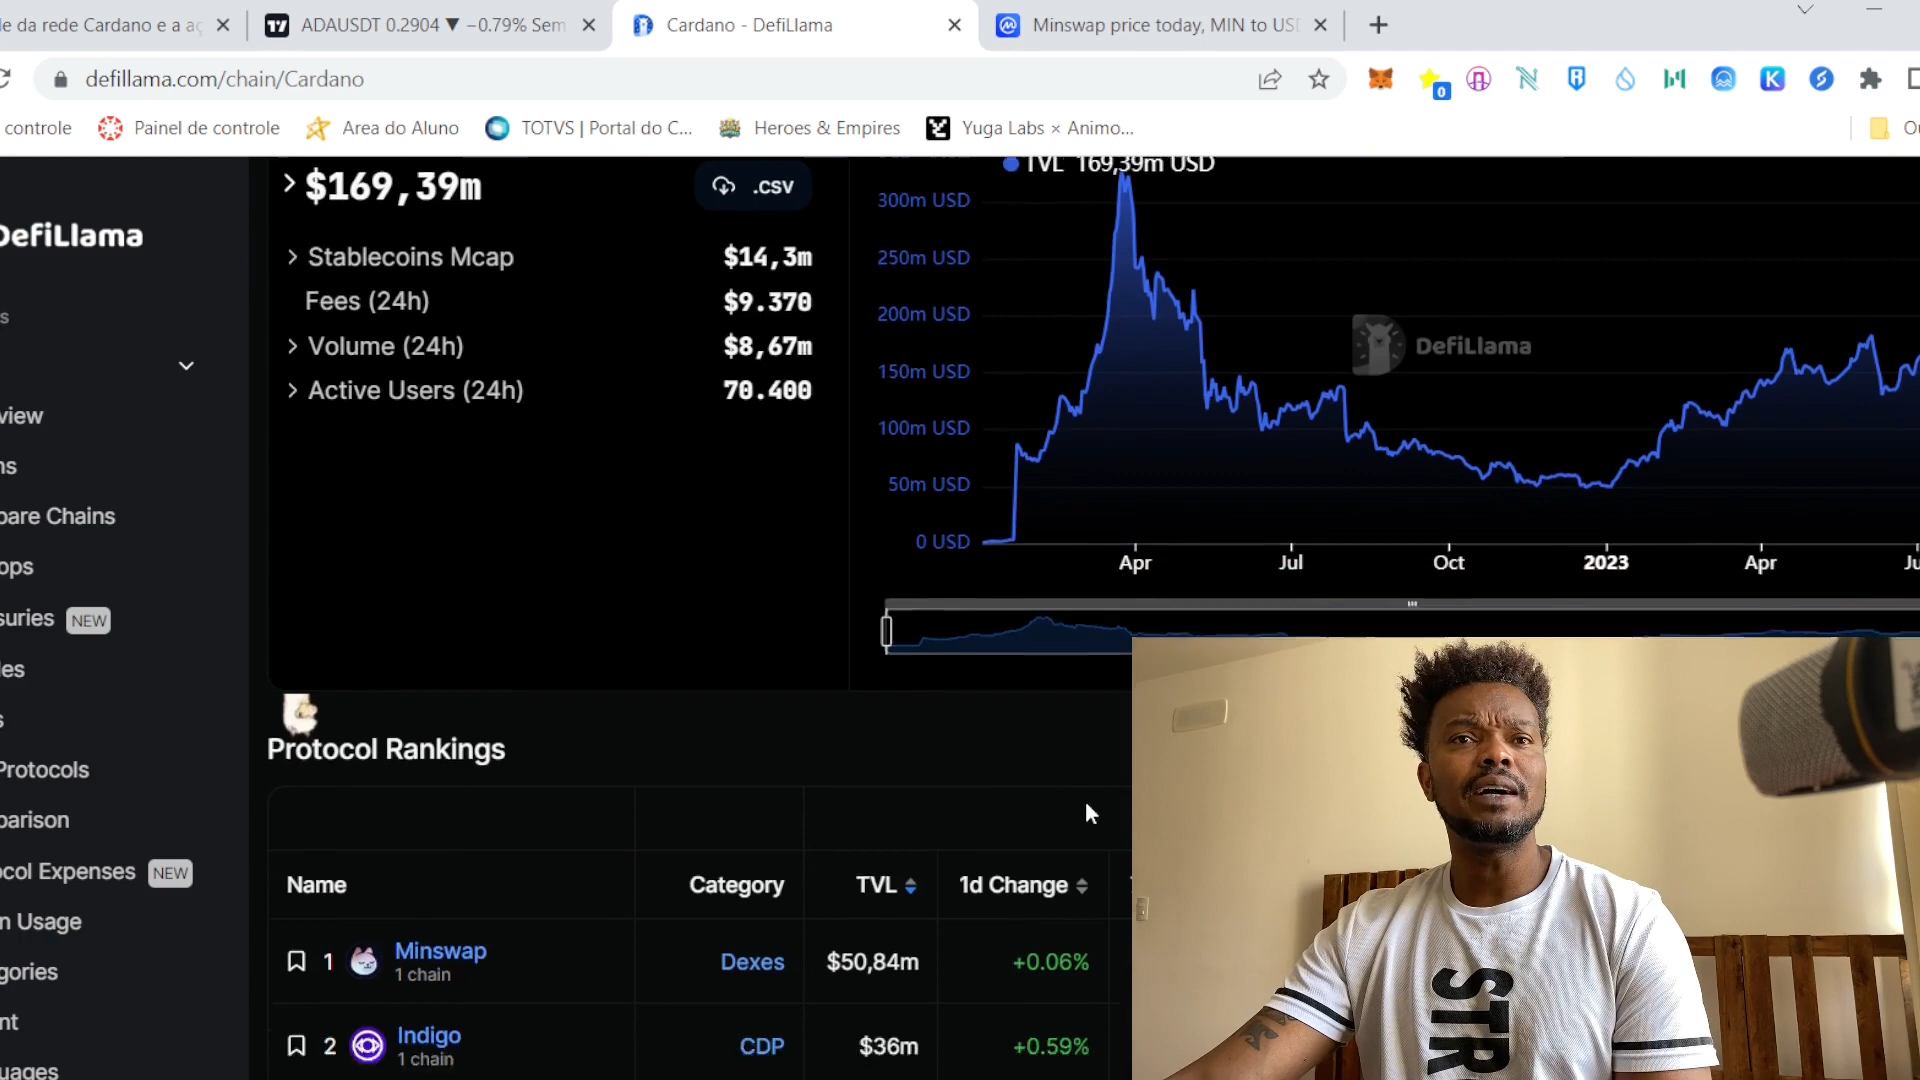 de da rede Cardano e a aç
ADAUSDT 0.2904 ▼ −0.79% Sem
Cardano - DefiLlama
Minswap price today, MIN to US
defillama.com/chain/Cardano
0
controle
Painel de controle
Area do Aluno
TOTVS | Portal do C...
Heroes & Empires
Yuga Labs × Animo...
Ou
DefiLlama
view
ns
pare Chains
ops
suries NEW
les
s
Protocols
parison
ocol Expenses NEW
n Usage
gories
nt
uages
$169,39m
.csv
Stablecoins Mcap $14,3m
Fees (24h) $9.370
Volume (24h) $8,67m
Active Users (24h) 70.400
TVL 169,39m USD
300m USD
250m USD
200m USD
150m USD
100m USD
50m USD
0 USD
DefiLlama
Apr Jul Oct 2023 Apr Ju
Protocol Rankings
Name Category TVL 1d Change
1 Minswap Dexes $50,84m +0.06%
1 chain
2 Indigo CDP $36m +0.59%
1 chain
STR